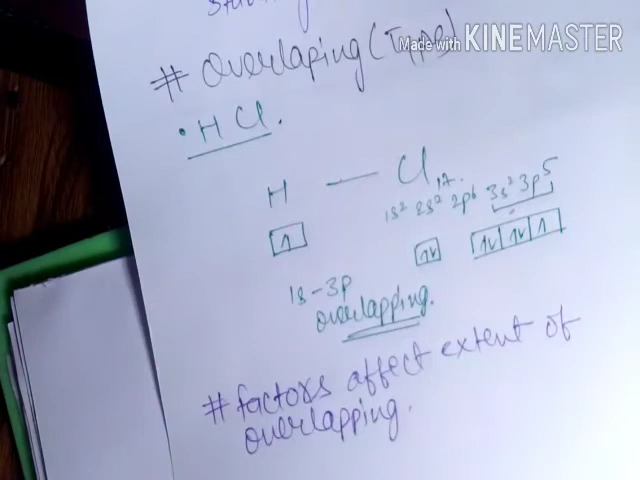 Made with KINEMASTER
# Overlaping (Type)
• H Cl.
H — Cl 17.
1s² 2s² 2p⁶ 3s² 3p⁵
1s – 3p
overlapping.
# factors affect extent of
overlapping.